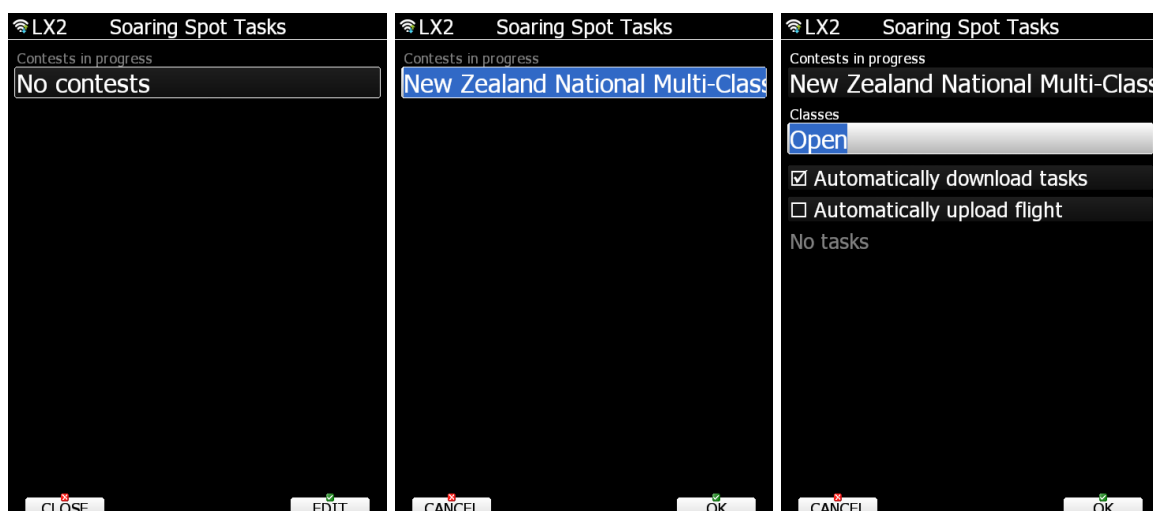 LX2 Soaring Spot Tasks
Contests in progress
No contests
CLOSE EDIT
LX2 Soaring Spot Tasks
Contests in progress
New Zealand National Multi-Class
CANCEL OK
LX2 Soaring Spot Tasks
Contests in progress
New Zealand National Multi-Class
Classes
Open
Automatically download tasks
Automatically upload flight
No tasks
CANCEL OK